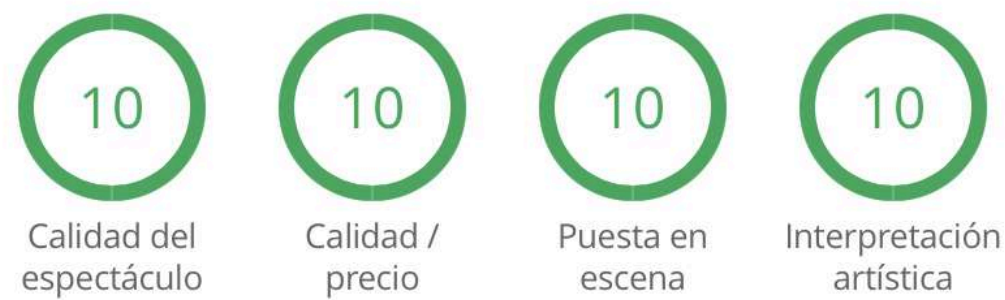 10
Calidad del
espectáculo
10
Calidad /
precio
10
Puesta en
escena
10
Interpretación
artística